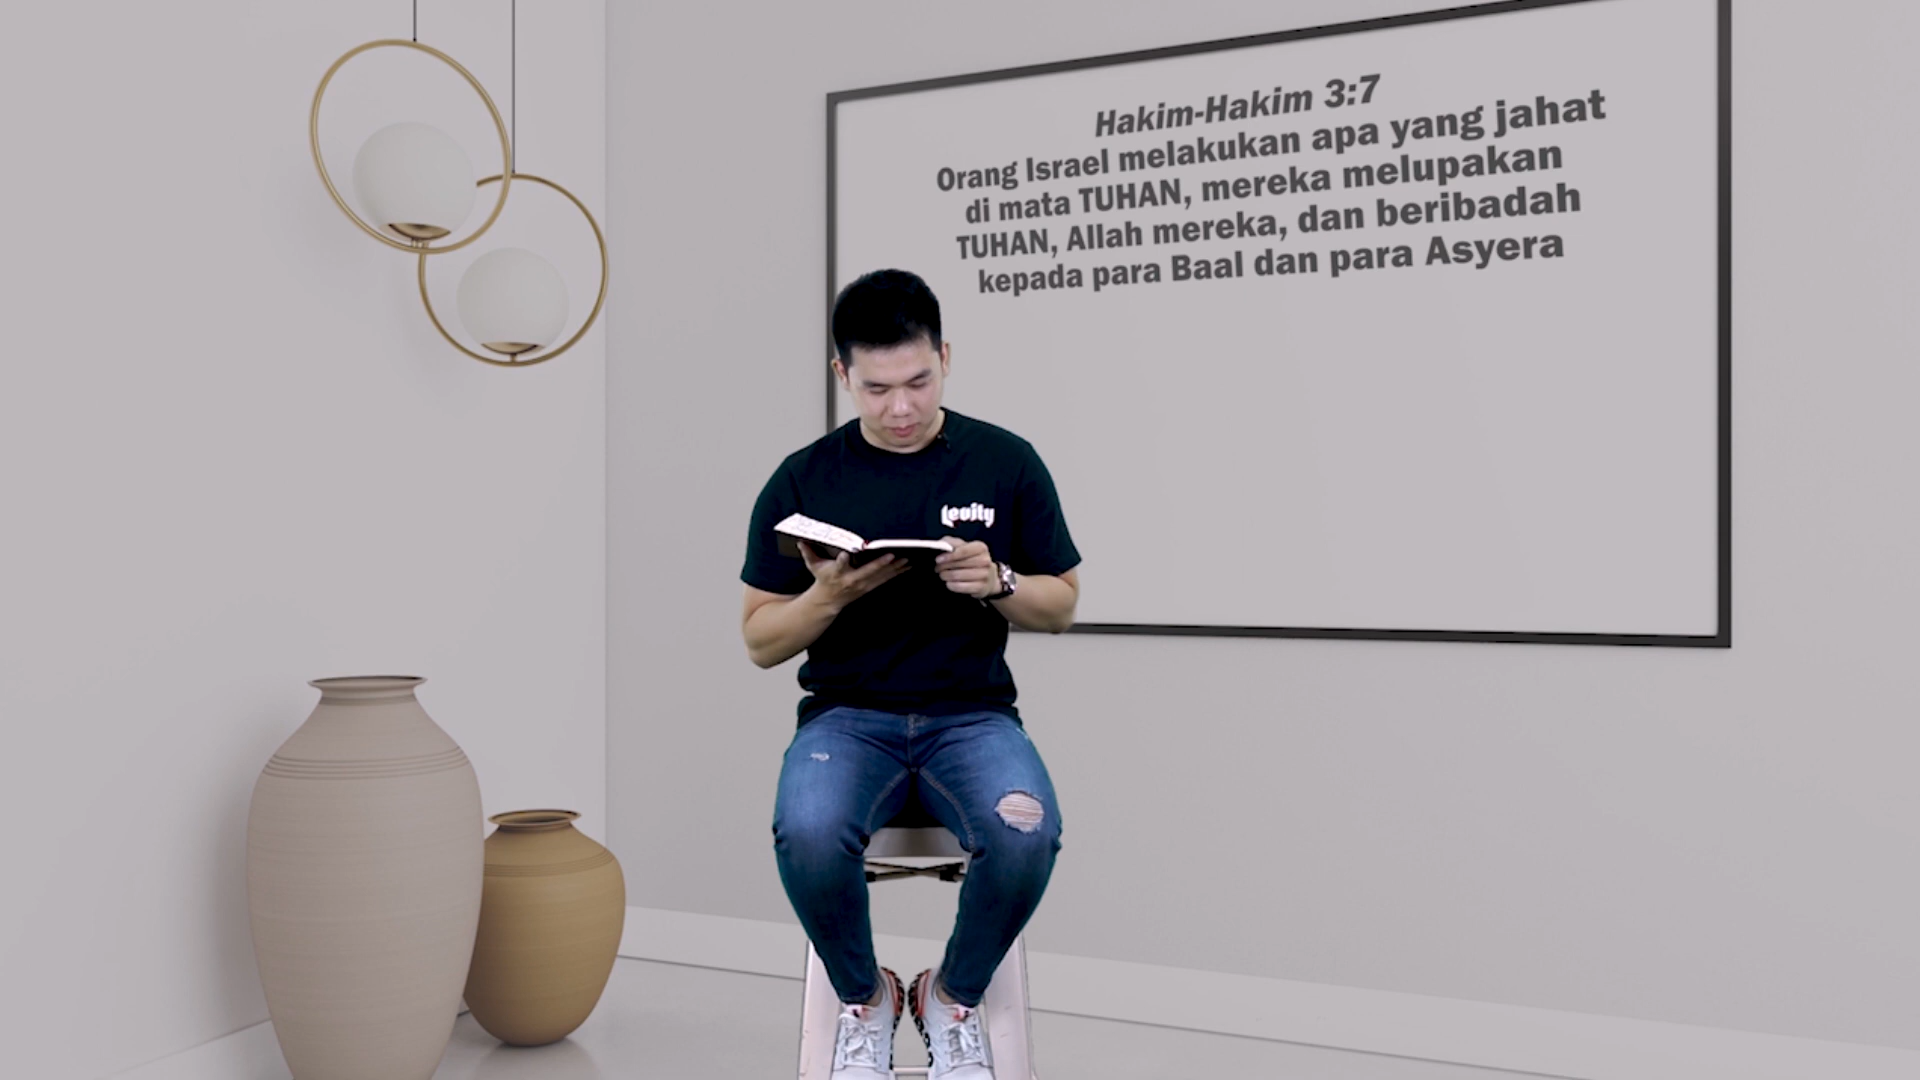 Hakim-Hakim 3:7
Orang Israel melakukan apa yang jahat
di mata TUHAN, mereka melupakan
TUHAN, Allah mereka, dan beribadah
kepada para Baal dan para Asyera
Levity